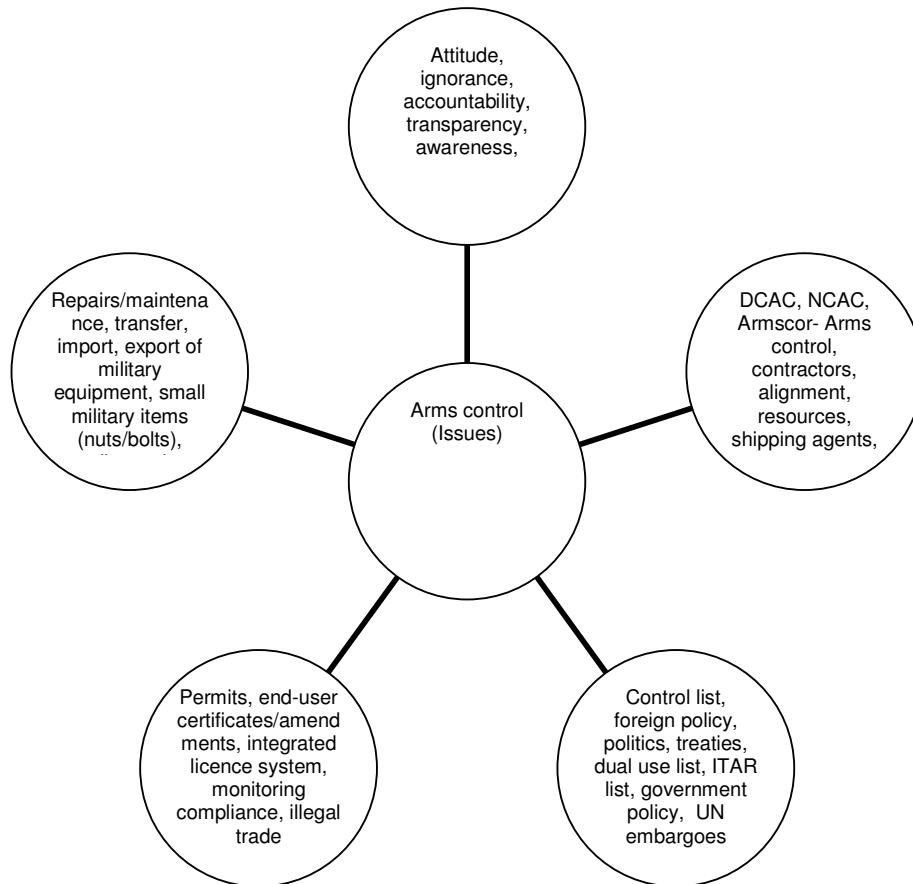 Attitude,
ignorance,
accountability,
transparency,
awareness,
Repairs/maintena
nce, transfer,
import, export of
military
equipment, small
military items
(nuts/bolts),
DCAC, NCAC,
Armscor- Arms
control,
contractors,
alignment,
resources,
shipping agents,
Arms control
(Issues)
Permits, end-user
certificates/amend
ments, integrated
licence system,
monitoring
compliance, illegal
trade
Control list,
foreign policy,
politics, treaties,
dual use list, ITAR
list, government
policy,  UN
embargoes